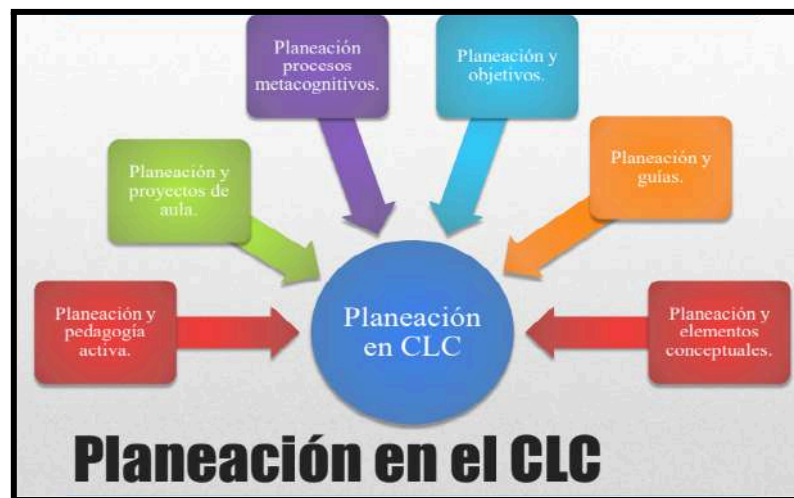 Planeación
procesos
metacognitivos.
Planeación y
objetivos.
Planeación y
proyectos de
aula.
Planeación y
guías.
Planeación y
pedagogía
activa.
Planeación
en CLC
Planeación y
elementos
conceptuales.
Planeación en el CLC